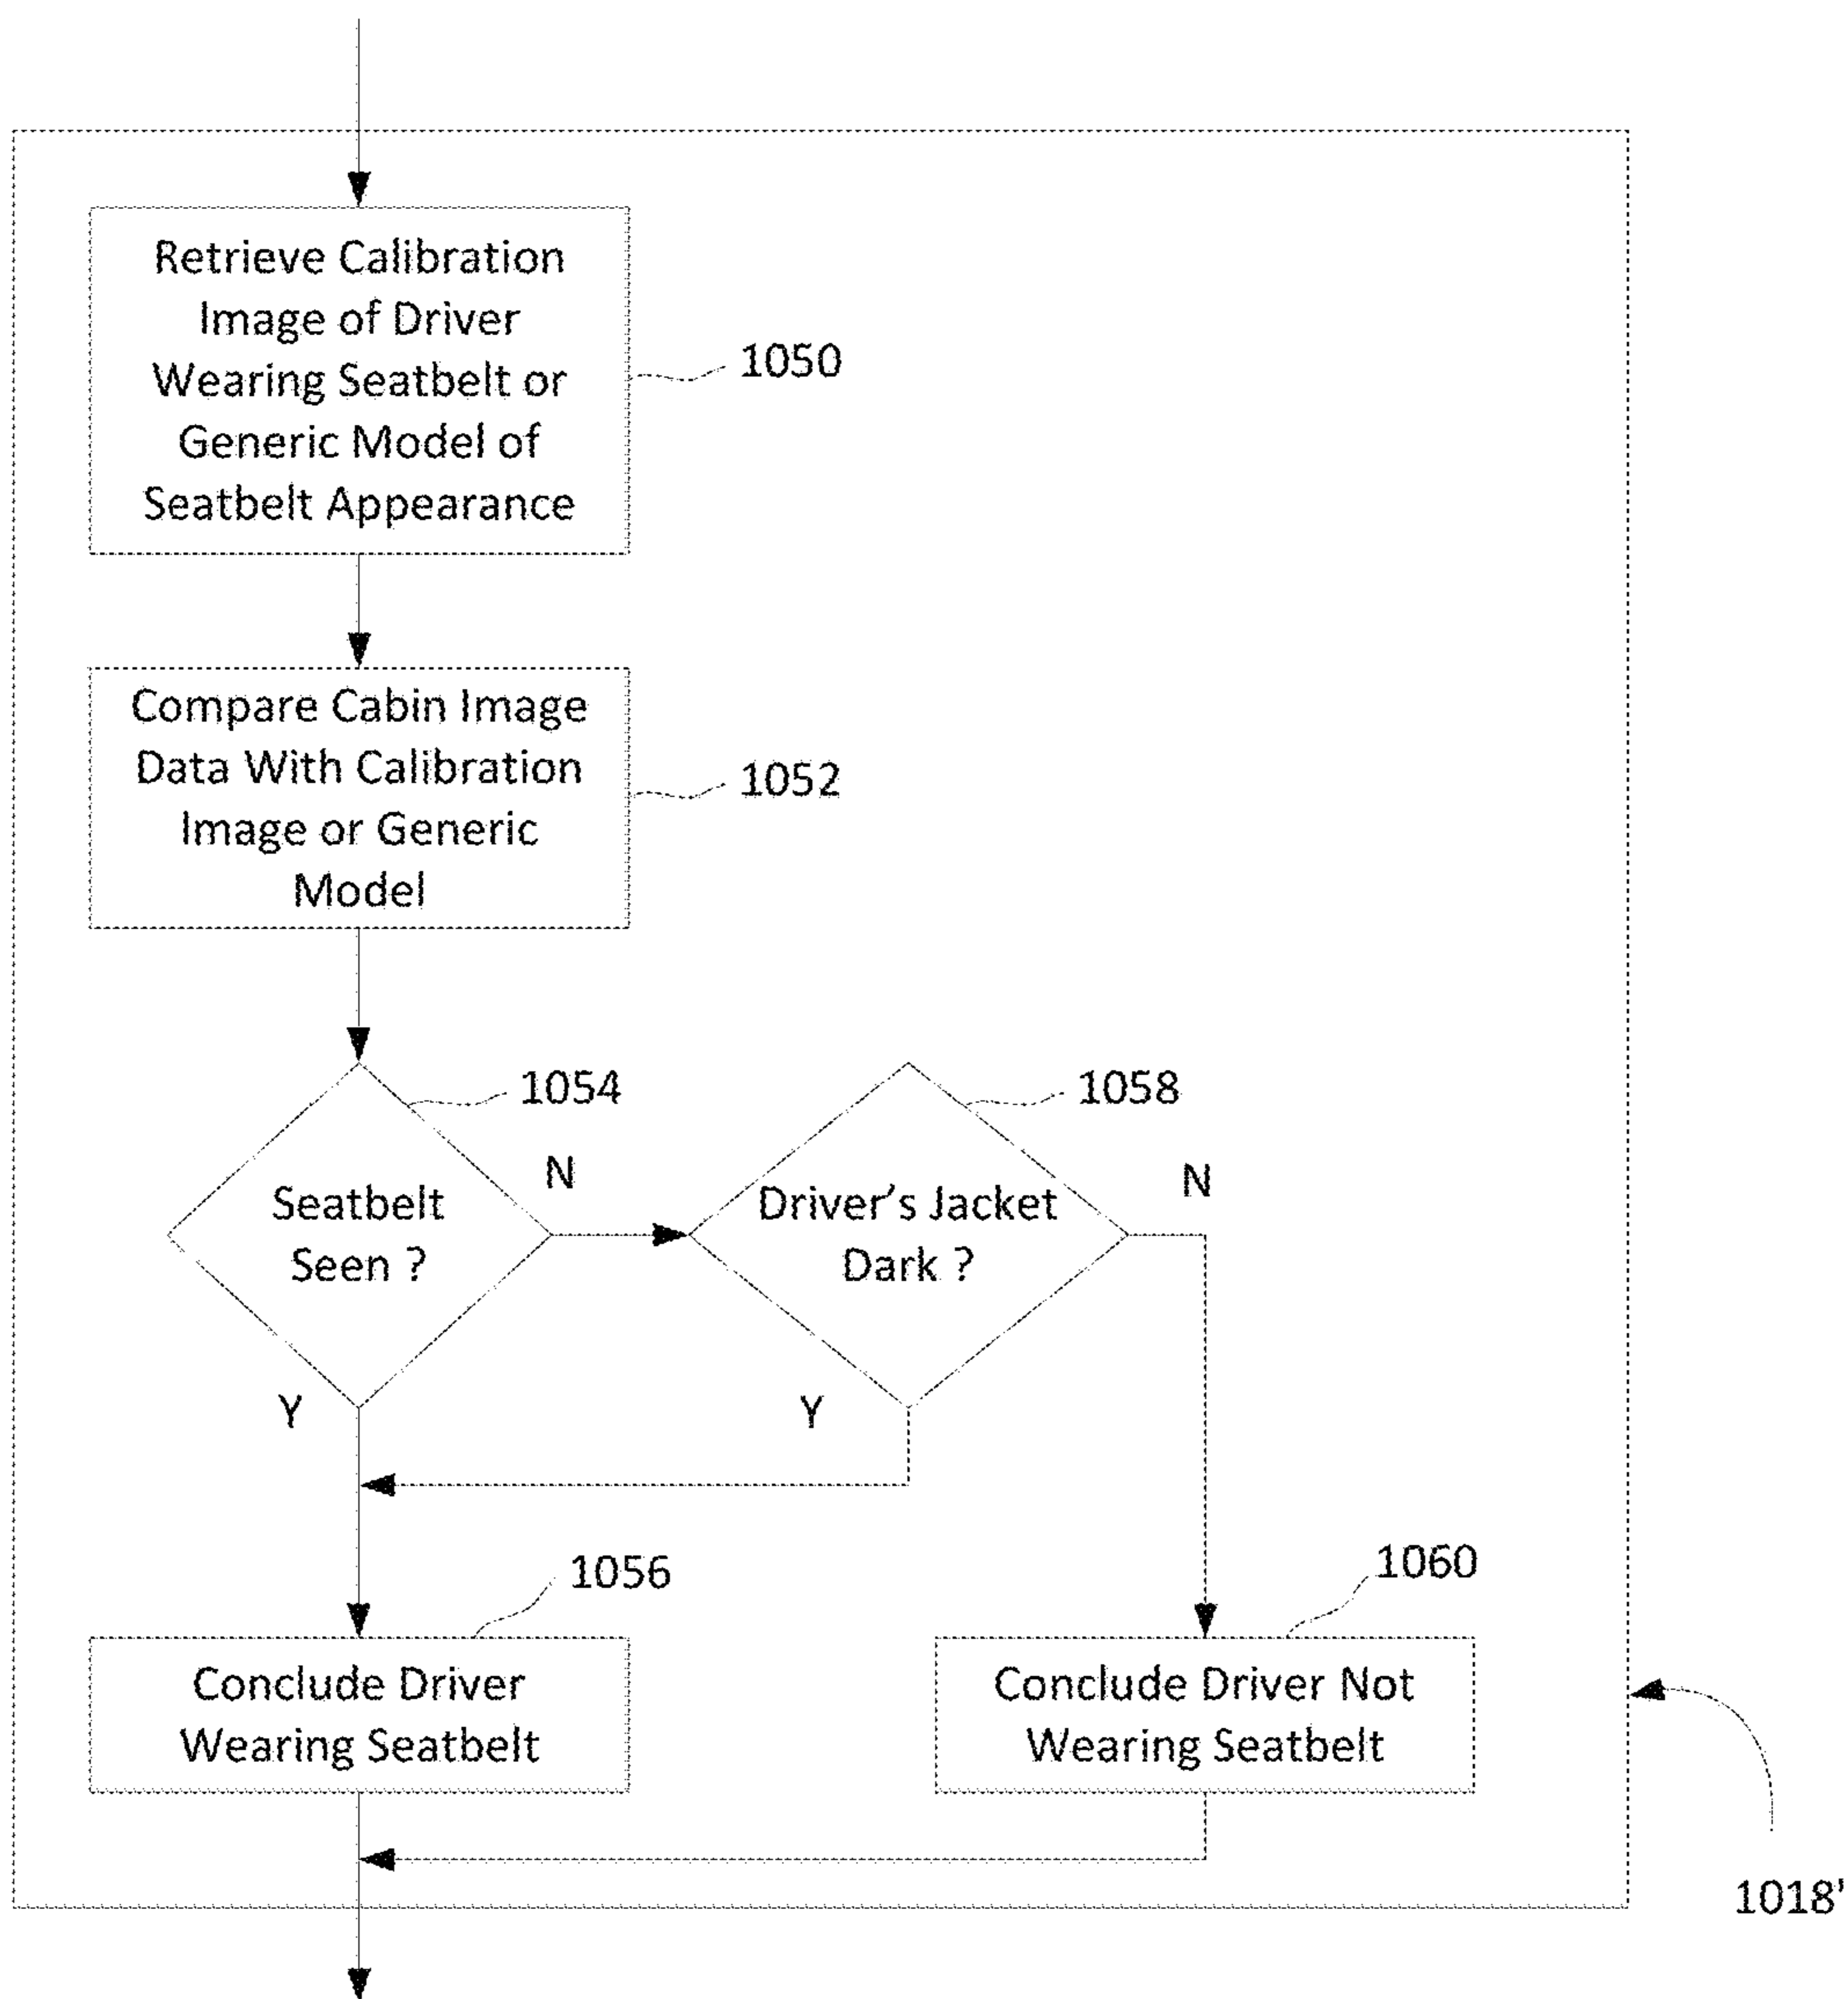 Retrieve Calibration
Image of Driver
Wearing Seatbelt or
Generic Model of
Seatbelt Appearance
1050
Compare Cabin Image
Data With Calibration
Image or Generic
Model
1052
1054
Seatbelt
Seen ?
N
Y
1058
Driver’s Jacket
Dark ?
N
Y
1056
Conclude Driver
Wearing Seatbelt
1060
Conclude Driver Not
Wearing Seatbelt
1018'